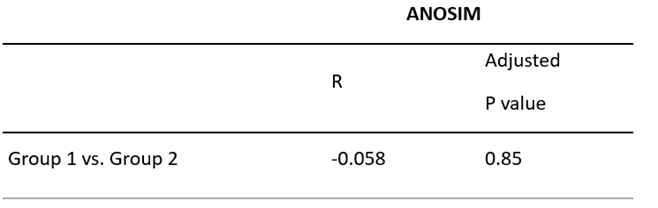 ANOSIM
R
Adjusted
P value
Group 1 vs. Group 2 -0.058 0.85